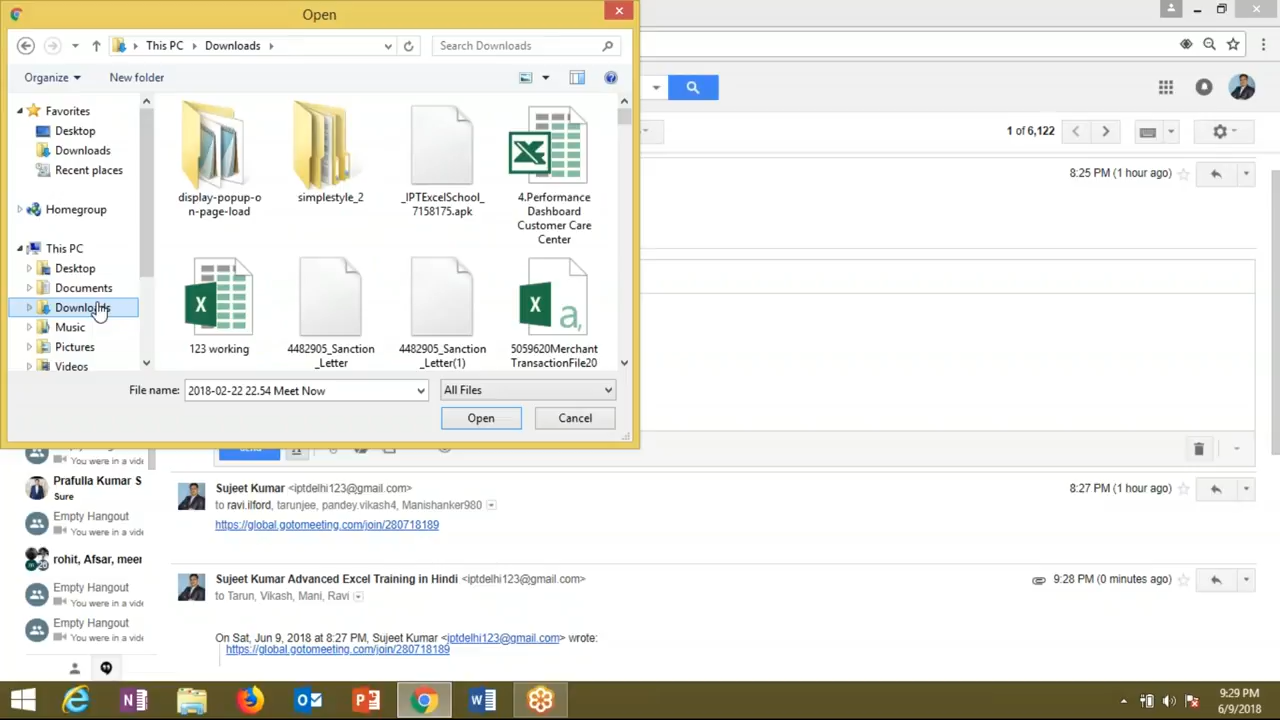 Open
This PC
Downloads
Search Downloads
Organize
New folder
Favorites
Desktop
Downloads
Recent places
Homegroup
This PC
Desktop
Documents
Downloads
Music
Pictures
Videos
display-popup-o
n-page-load
simplestyle_2
_IPTExcelSchool_
_7158175.apk
4.Performance
Dashboard
Customer Care
Center
123 working
4482905_Sanction
_Letter
4482905_Sanction
_Letter(1)
5059620Merchant
TransactionFile20
File name:
2018-02-22 22.54 Meet Now
All Files
Open
Cancel
1 of 6,122
8:25 PM (1 hour ago)
You were in a vide
Prafulla Kumar S
Sure
Empty Hangout
You were in a vide
rohit, Afsar, meer
Empty Hangout
You were in a vide
Empty Hangout
You were in a vide
Sujeet Kumar <iptdelhi123@gmail.com>
8:27 PM (1 hour ago)
to ravi.ilford, tarunjee, pandey.vikash4, Manishanker980
https://global.gotomeeting.com/join/280718189
Sujeet Kumar Advanced Excel Training in Hindi <iptdelhi123@gmail.com>
9:28 PM (0 minutes ago)
to Tarun, Vikash, Mani, Ravi
On Sat, Jun 9, 2018 at 8:27 PM, Sujeet Kumar <iptdelhi123@gmail.com> wrote:
https://global.gotomeeting.com/join/280718189
9:29 PM
6/9/2018